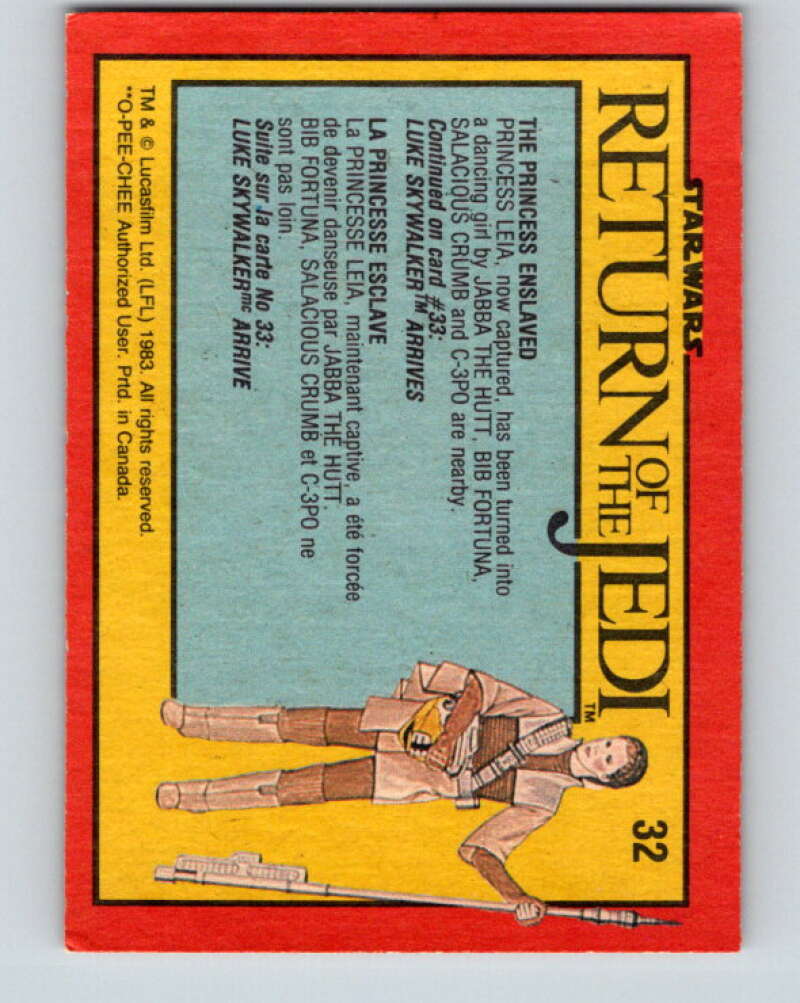 STAR WARS
RETURN OF THE JEDI™
32
THE PRINCESS ENSLAVED
PRINCESS LEIA, now captured, has been turned into
a dancing girl by JABBA THE HUTT. BIB FORTUNA,
SALACIOUS CRUMB and C-3PO are nearby.
Continued on card #33:
LUKE SKYWALKER™ ARRIVES
LA PRINCESSE ESCLAVE
La PRINCESSE LEIA, maintenant captive, a été forcée
de devenir danseuse par JABBA THE HUTT.
BIB FORTUNA, SALACIOUS CRUMB et C-3PO ne
sont pas loin.
Suite sur la carte No 33:
LUKE SKYWALKERmc ARRIVE
TM & © Lucasfilm Ltd. (LFL) 1983. All rights reserved.
**O-PEE-CHEE Authorized User. Prtd. in Canada.